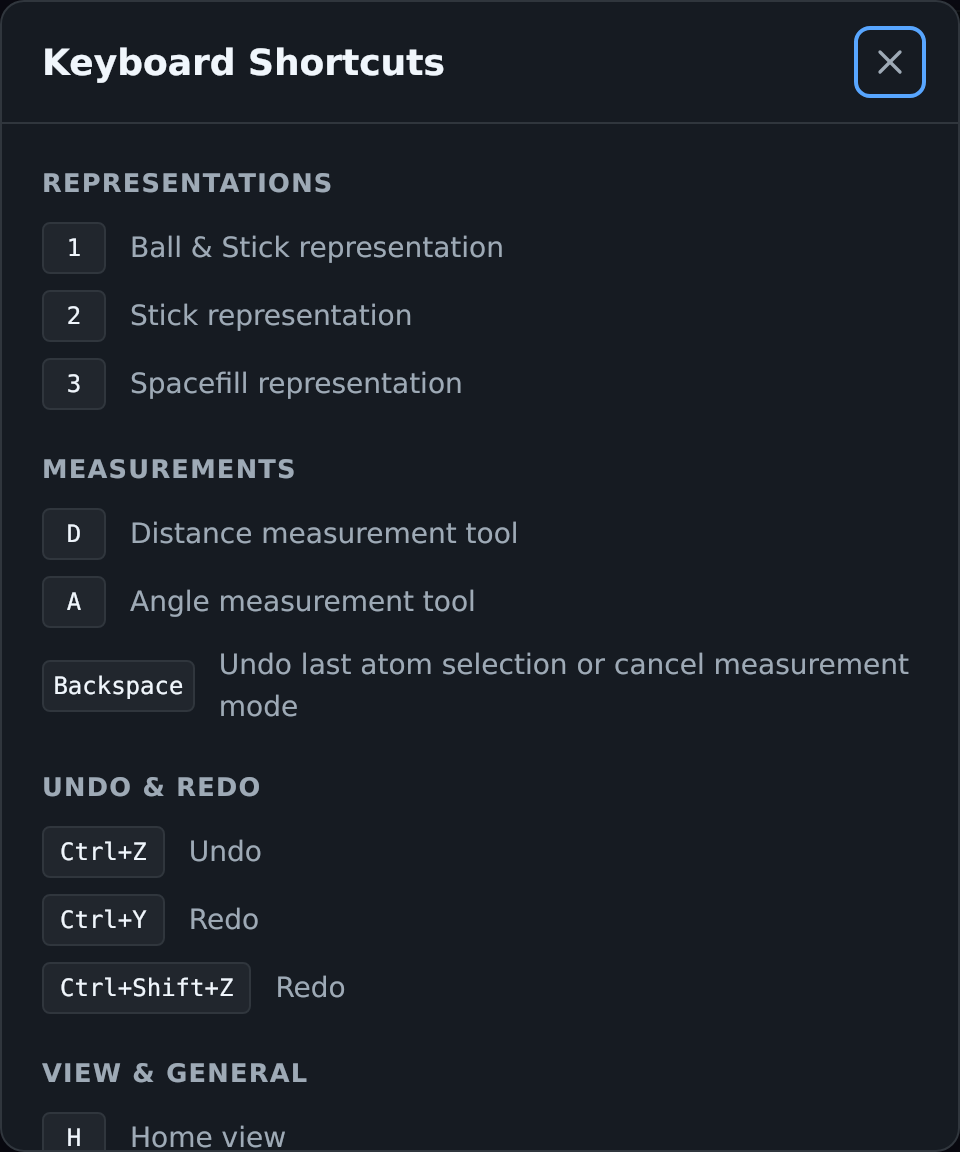 Keyboard Shortcuts
REPRESENTATIONS
1 Ball & Stick representation
2 Stick representation
3 Spacefill representation
MEASUREMENTS
D Distance measurement tool
A Angle measurement tool
Backspace Undo last atom selection or cancel measurement
mode
UNDO & REDO
Ctrl+Z Undo
Ctrl+Y Redo
Ctrl+Shift+Z Redo
VIEW & GENERAL
H Home view